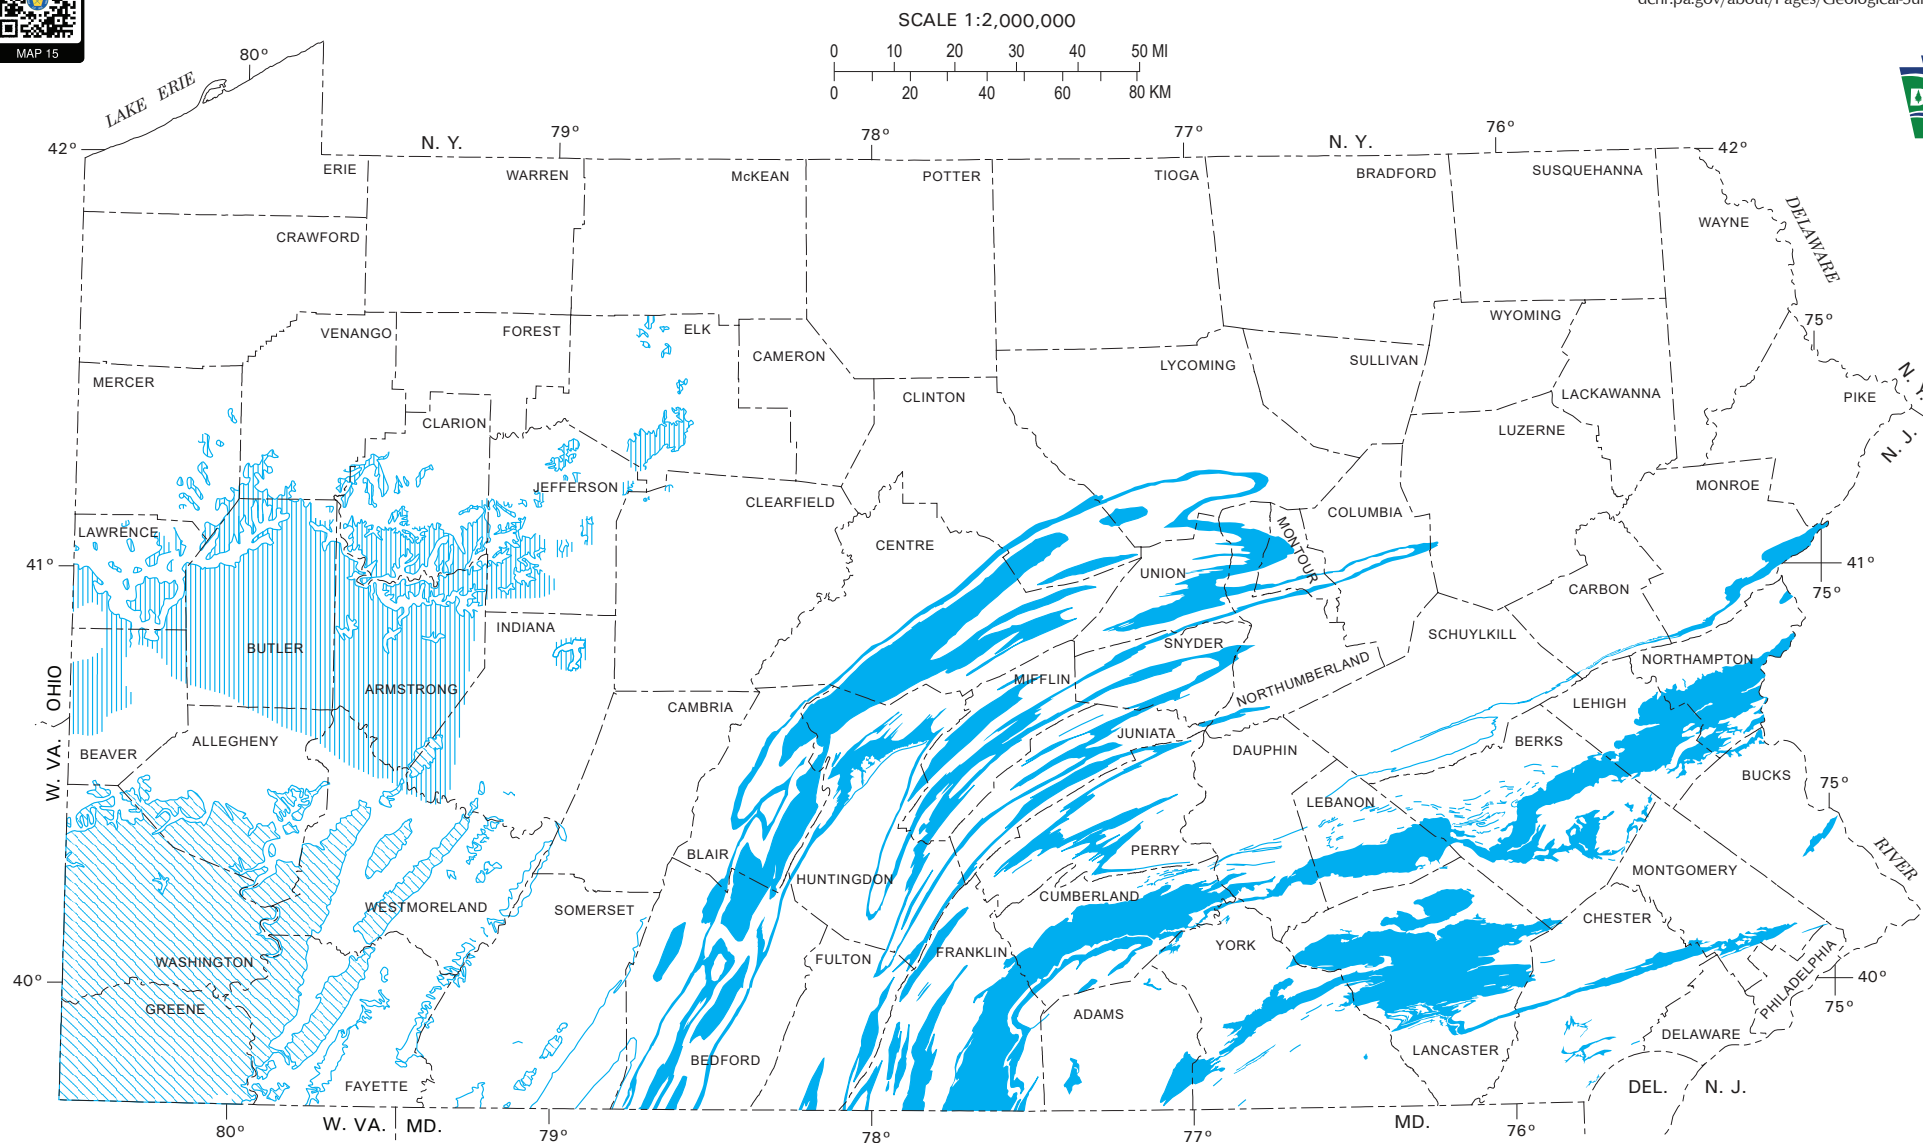 MAP 15
SCALE 1:2,000,000
0 10 20 30 40 50 MI
0 20 40 60 80 KM
LAKE ERIE
80°
79°
78°
77°
76°
42°
N. Y.
N. Y.
42°
ERIE
WARREN
McKEAN
POTTER
TIOGA
BRADFORD
SUSQUEHANNA
WAYNE
DELAWARE
CRAWFORD
VENANGO
FOREST
ELK
CAMERON
WYOMING
75°
MERCER
CLARION
CLINTON
LYCOMING
SULLIVAN
LACKAWANNA
LUZERNE
PIKE
N. Y.
N. J.
JEFFERSON
CLEARFIELD
MONROE
LAWRENCE
CENTRE
COLUMBIA
MONTOUR
41°
UNION
CARBON
41°
75°
INDIANA
BUTLER
SNYDER
SCHUYLKILL
NORTHAMPTON
ARMSTRONG
MIFFLIN
NORTHUMBERLAND
LEHIGH
OHIO
W. VA.
CAMBRIA
BEAVER
ALLEGHENY
JUNIATA
DAUPHIN
BERKS
BUCKS
75°
LEBANON
BLAIR
PERRY
RIVER
HUNTINGDON
CUMBERLAND
MONTGOMERY
WESTMORELAND
SOMERSET
CHESTER
WASHINGTON
FULTON
FRANKLIN
YORK
PHILADELPHIA
40°
40°
75°
GREENE
ADAMS
DELAWARE
BEDFORD
LANCASTER
FAYETTE
DEL.
N. J.
80°
W. VA.
MD.
79°
78°
77°
MD.
76°